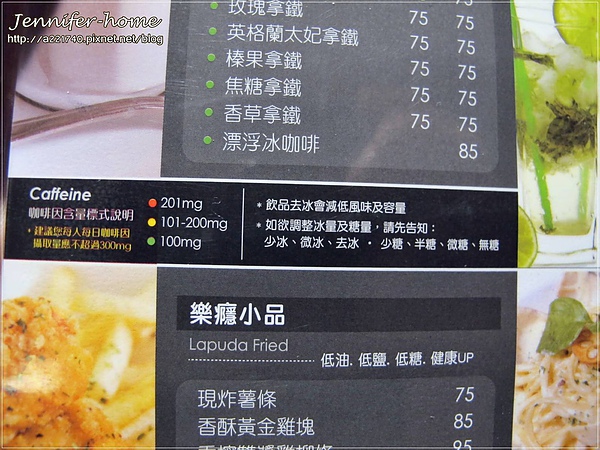 Jennifer-home
http://a221740.pixnet.net/blog
玫瑰拿鐵 75 75
英格蘭太妃拿鐵 75 75
榛果拿鐵 75 75
焦糖拿鐵 75 75
香草拿鐵 75 75
漂浮冰咖啡 85
Caffeine
咖啡因含量標式說明
*建議您每人每日咖啡因
攝取量應不超過300mg
201mg
101-200mg
100mg
*飲品去冰會減低風味及容量
*如欲調整冰量及糖量,請先告知:
少冰、微冰、去冰 · 少糖、半糖、微糖、無糖
樂癮小品
Lapuda Fried
低油. 低鹽. 低糖. 健康UP
現炸薯條 75
香酥黃金雞塊 85
95